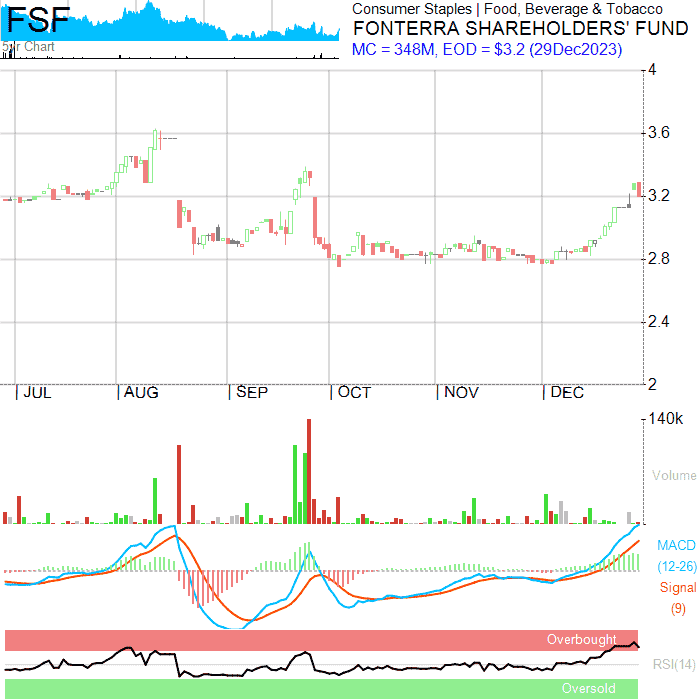 FSF
5yr Chart
Consumer Staples | Food, Beverage & Tobacco
FONTERRA SHAREHOLDERS' FUND
MC = 348M, EOD = $3.2 (29Dec2023)
4
3.6
3.2
2.8
2.4
2
JUL AUG SEP OCT NOV DEC
140k
Volume
MACD
(12-26)
Signal
(9)
Overbought
RSI(14)
Oversold